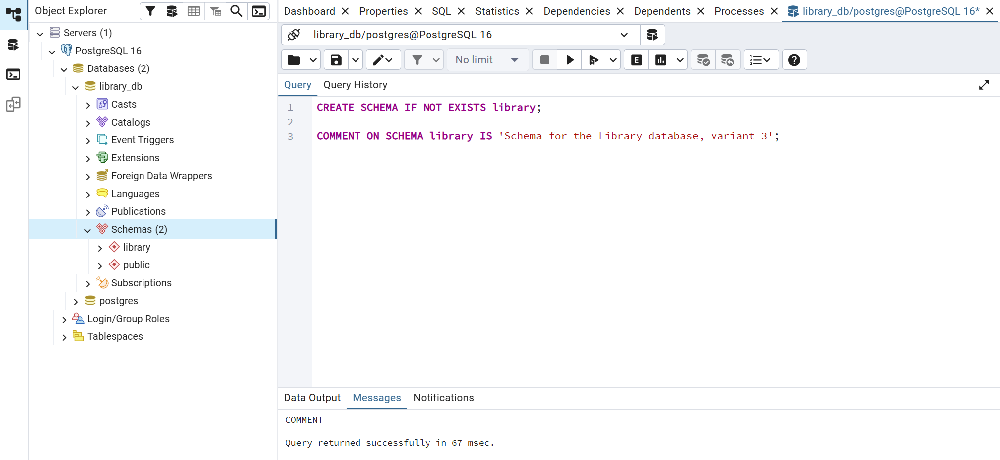 Object Explorer
Servers (1)
PostgreSQL 16
Databases (2)
library_db
Casts
Catalogs
Event Triggers
Extensions
Foreign Data Wrappers
Languages
Publications
Schemas (2)
library
public
Subscriptions
postgres
Login/Group Roles
Tablespaces
Dashboard Properties SQL Statistics Dependencies Dependents Processes library_db/postgres@PostgreSQL 16*
library_db/postgres@PostgreSQL 16
No limit E
Query Query History
1 CREATE SCHEMA IF NOT EXISTS library;
2
3 COMMENT ON SCHEMA library IS 'Schema for the Library database, variant 3';
Data Output Messages Notifications
COMMENT
Query returned successfully in 67 msec.